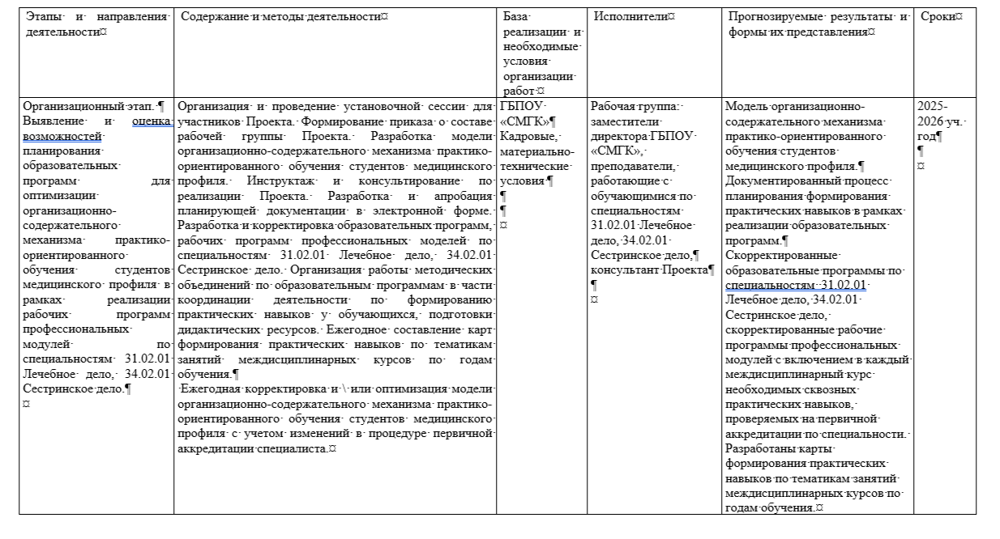 Этапы и направления
деятельности¤
Содержание и методы деятельности¤
База
реализации и
необходимые
условия
организации
работ ¤
Исполнители¤
Прогнозируемые результаты и
формы их представления¤
Сроки¤
Организационный этап. ¶
Выявление и оценка
возможностей
планирования
образовательных
программ для
оптимизации
организационно-
содержательного
механизма практико-
ориентированного
обучения студентов
медицинского профиля в
рамках реализации
рабочих программ
профессиональных
модулей по
специальностям 31.02.01
Лечебное дело, 34.02.01
Сестринское дело.¶
¤
Организация и проведение установочной сессии для
участников Проекта. Формирование приказа о составе
рабочей группы Проекта. Разработка модели
организационно-содержательного механизма практико-
ориентированного обучения студентов медицинского
профиля. Инструктаж и консультирование по
реализации Проекта. Разработка и апробация
планирующей документации в электронной форме.
Разработка и корректировка образовательных программ,
рабочих программ профессиональных моделей по
специальностям 31.02.01 Лечебное дело, 34.02.01
Сестринское дело. Организация работы методических
объединений по образовательным программам в части
координации деятельности по формированию
практических навыков у обучающихся, подготовки
дидактических ресурсов. Ежегодное составление карт
формирования практических навыков по тематикам
занятий междисциплинарных курсов по годам
обучения.¶
Ежегодная корректировка и \ или оптимизация модели
организационно-содержательного механизма практико-
ориентированного обучения студентов медицинского
профиля с учетом изменений в процедуре первичной
аккредитации специалиста.¤
ГБПОУ
«СМГК»¶
Кадровые,
материально-
технические
условия¶
¶
¶
¤
Рабочая группа:
заместители
директора ГБПОУ
«СМГК»,
преподаватели,
работающие с
обучающимися по
специальностям
31.02.01 Лечебное
дело, 34.02.01
Сестринское дело,¶
консультант Проекта¶
¶
¤
Модель организационно-
содержательного механизма
практико-ориентированного
обучения студентов
медицинского профиля.¶
Документированный процесс
планирования формирования
практических навыков в рамках
реализации образовательных
программ.¶
Скорректированные
образовательные программы по
специальностям 31.02.01
Лечебное дело, 34.02.01
Сестринское дело,
скорректированные рабочие
программы профессиональных
модулей с включением в каждый
междисциплинарный курс
необходимых сквозных
практических навыков,
проверяемых на первичной
аккредитации по специальности.
Разработаны карты
формирования практических
навыков по тематикам занятий
междисциплинарных курсов по
годам обучения.¤
2025-
2026 уч.
год¶
¶
¤